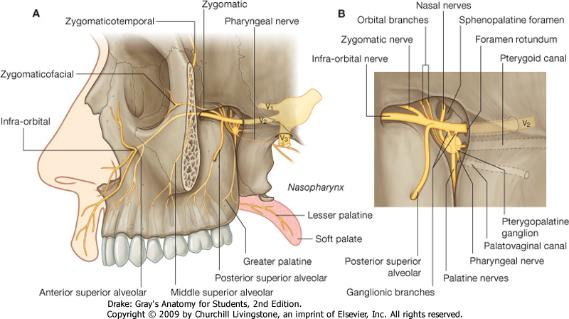 A
Zygomaticotemporal
Zygomatic
Pharyngeal nerve
Zygomaticofacial
Infra-orbital
V1
V2
V3
Nasopharynx
Lesser palatine
Soft palate
Greater palatine
Posterior superior alveolar
Anterior superior alveolar
Middle superior alveolar
B
Nasal nerves
Orbital branches
Sphenopalatine foramen
Zygomatic nerve
Foramen rotundum
Infra-orbital nerve
Pterygoid canal
V2
Pterygopalatine
ganglion
Posterior superior
alveolar
Palatovaginal canal
Pharyngeal nerve
Palatine nerves
Ganglionic branches
Drake: Gray's Anatomy for Students, 2nd Edition.
Copyright © 2009 by Churchill Livingstone, an imprint of Elsevier, Inc. All rights reserved.